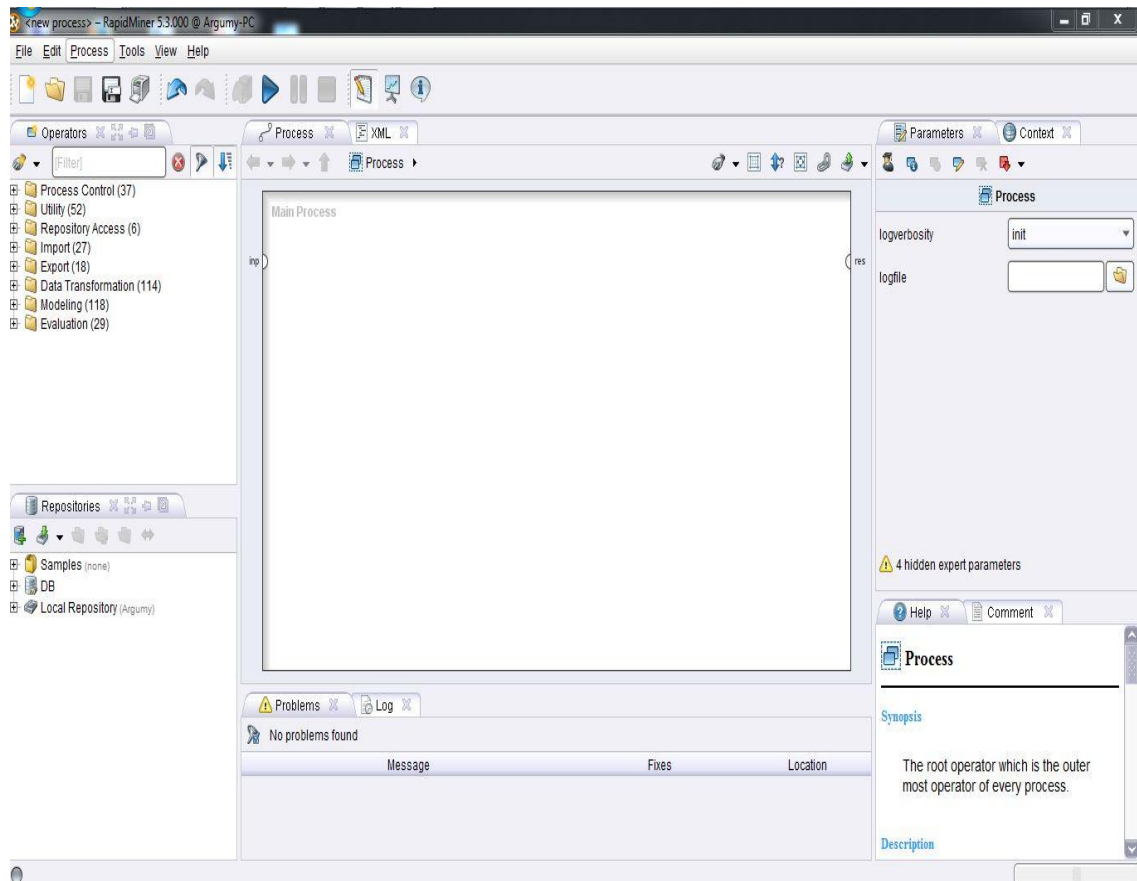 <new process> – RapidMiner 5.3.000 @ Argumy-PC
File Edit Process Tools View Help
Operators
[Filter]
Process Control (37)
Utility (52)
Repository Access (6)
Import (27)
Export (18)
Data Transformation (114)
Modeling (118)
Evaluation (29)
Repositories
Samples (none)
DB
Local Repository (Argumy)
Process XML
Process
Main Process
inp
res
Problems Log
No problems found
Message Fixes Location
Parameters Context
Process
logverbosity init
logfile
4 hidden expert parameters
Help Comment
Process
Synopsis
The root operator which is the outer
most operator of every process.
Description